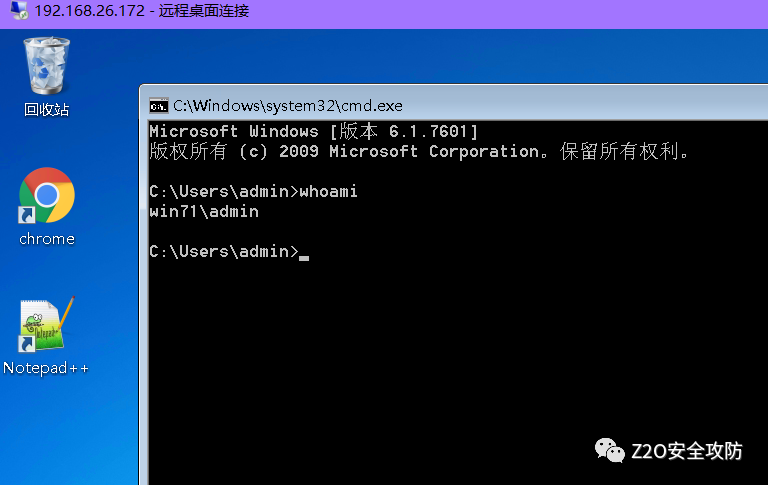 192.168.26.172 - 远程桌面连接
回收站
C:\Windows\system32\cmd.exe
Microsoft Windows [版本 6.1.7601]
版权所有 (c) 2009 Microsoft Corporation。保留所有权利。
C:\Users\admin>whoami
win71\admin
chrome
C:\Users\admin>
Notepad++
Z2O安全攻防